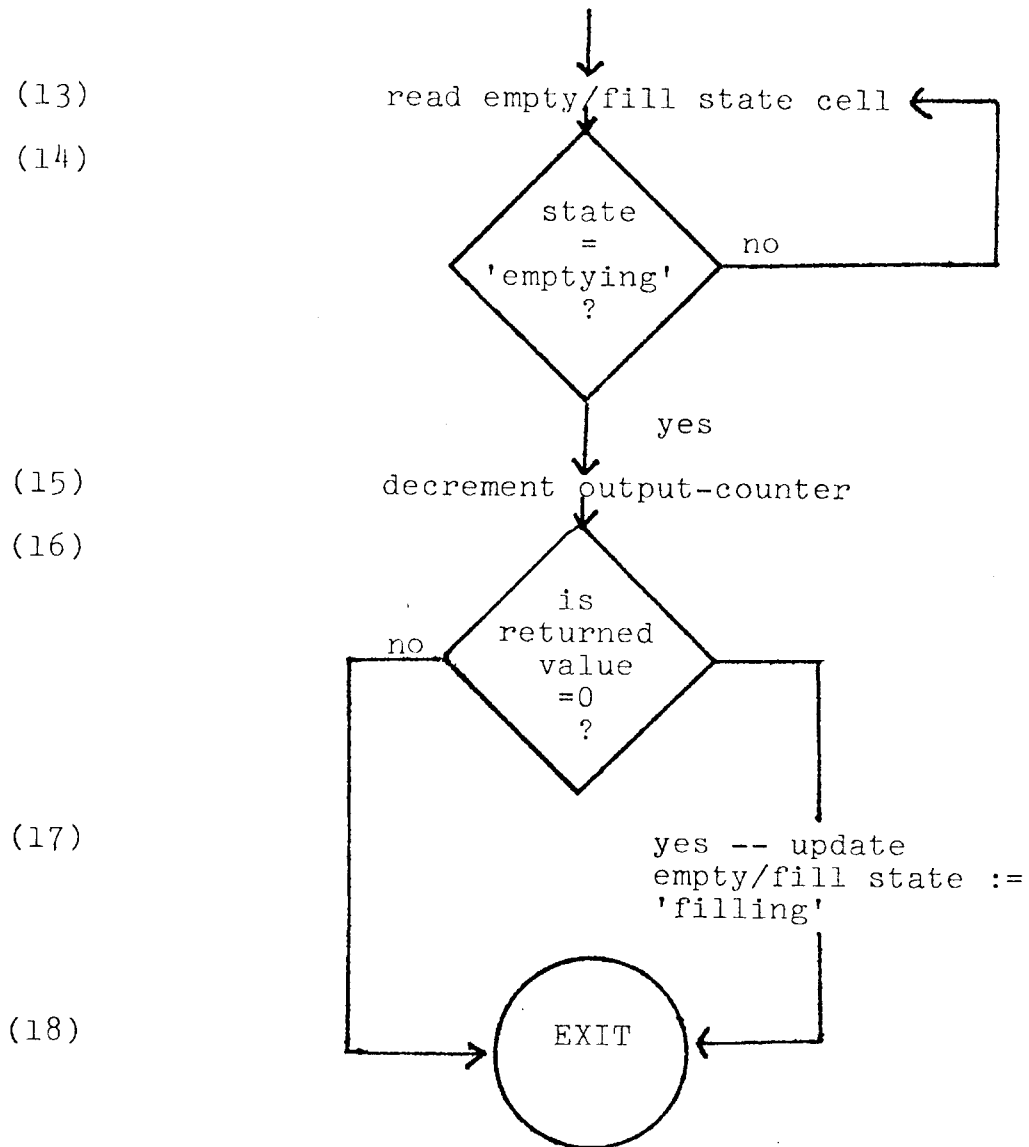 (13) read empty/fill state cell
(14)
state
=
'emptying'
?
no
yes
(15) decrement output-counter
(16)
is
returned
value
=0
?
no
(17) yes -- update
empty/fill state :=
'filling'
(18) EXIT